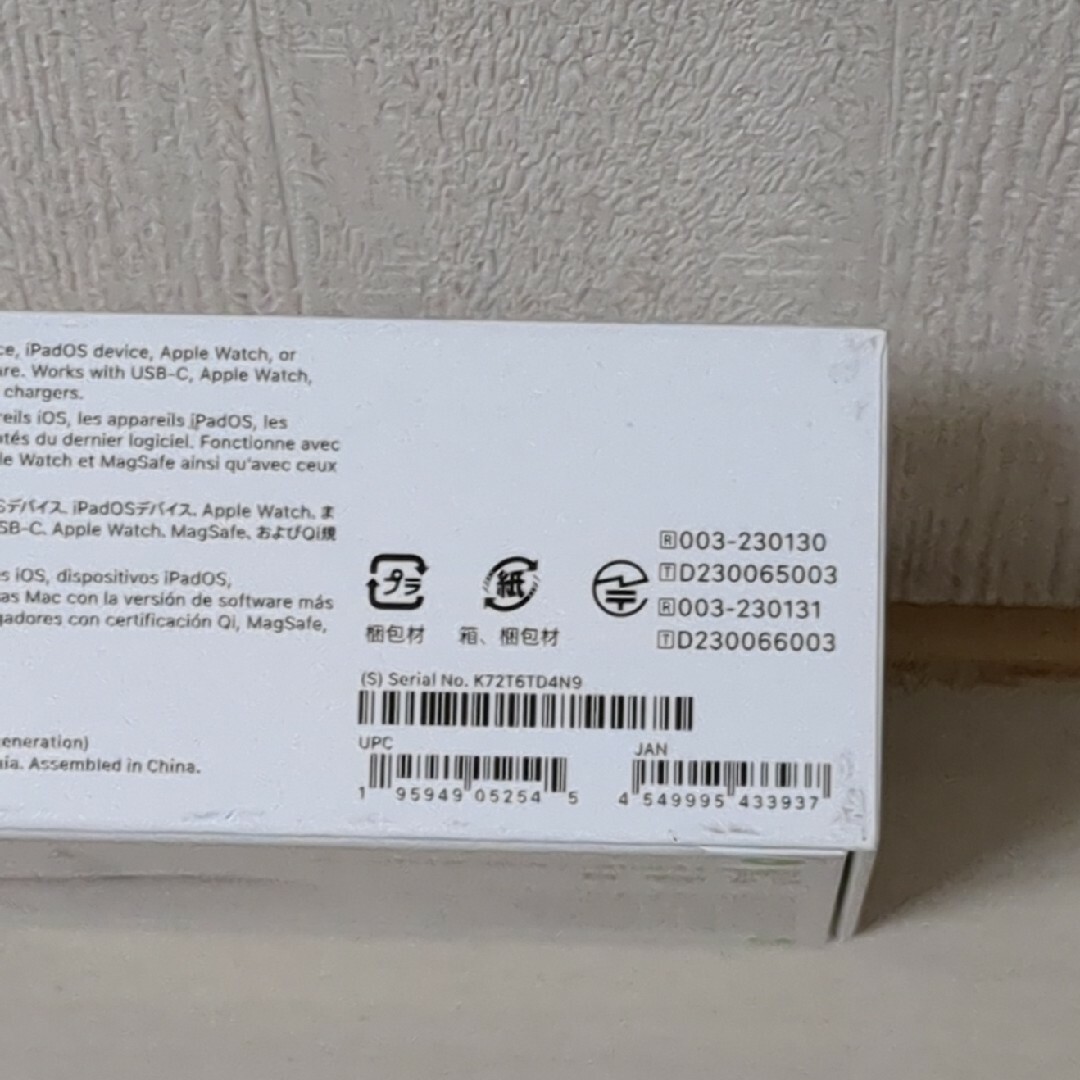 ce, iPadOS device, Apple Watch, or
are. Works with USB-C, Apple Watch,
chargers.
reils iOS, les appareils iPadOS, les
otés du dernier logiciel. Fonctionne avec
le Watch et MagSafe ainsi qu'avec ceux
Sデバイス、iPadOSデバイス、Apple Watch、ま
SB-C、Apple Watch、MagSafe、およびQi規
s iOS, dispositivos iPadOS,
as Mac con la versión de software más
gadores con certificación Qi, MagSafe,
プラ
紙
梱包材
箱、梱包材
R003-230130
TD230065003
R003-230131
TD230066003
(S) Serial No. K72T6TD4N9
eneration)
nia. Assembled in China.
UPC
JAN
1 95949 05254 5
4 549995 433937